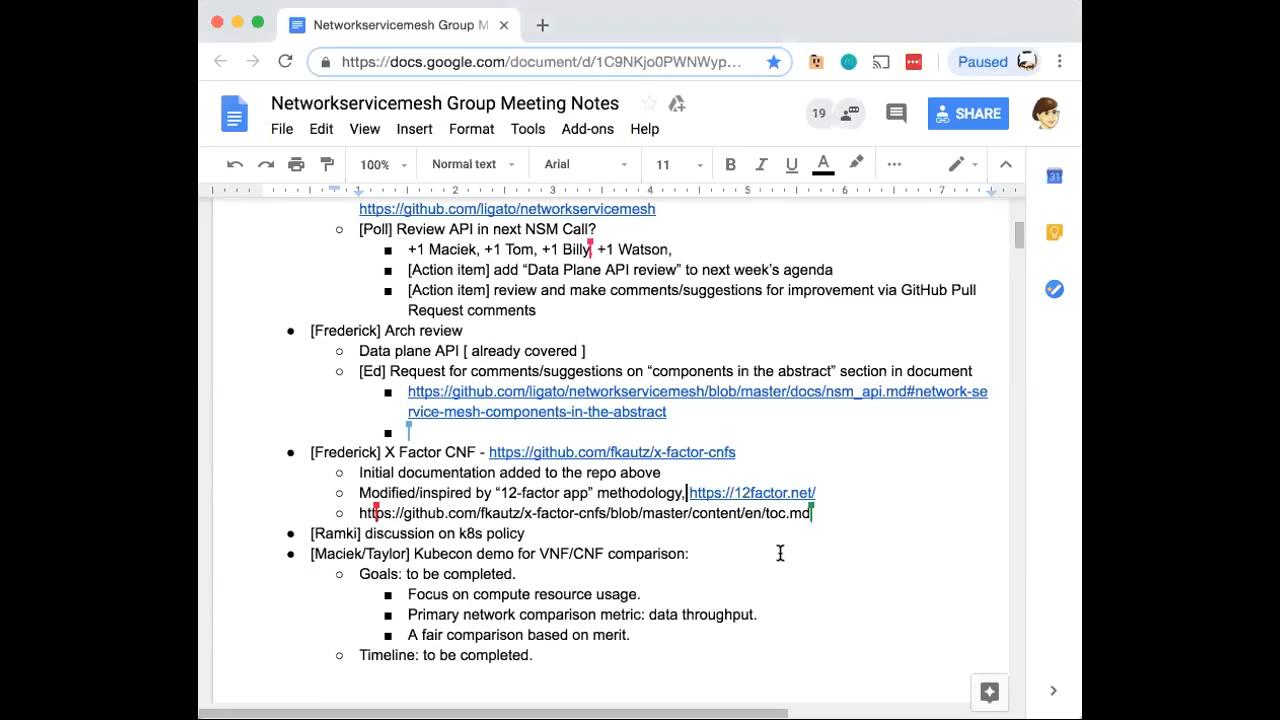 Networkservicemesh Group M
https://docs.google.com/document/d/1C9NKjo0PWNWyp...
Paused
Networkservicemesh Group Meeting Notes
19
SHARE
File Edit View Insert Format Tools Add-ons Help
100% Normal text Arial 11 B I U A
1 2 3 4 5 6 7
https://github.com/ligato/networkservicemesh
[Poll] Review API in next NSM Call?
+1 Maciek, +1 Tom, +1 Billy, +1 Watson,
[Action item] add “Data Plane API review” to next week’s agenda
[Action item] review and make comments/suggestions for improvement via GitHub Pull
Request comments
[Frederick] Arch review
Data plane API [ already covered ]
[Ed] Request for comments/suggestions on “components in the abstract” section in document
https://github.com/ligato/networkservicemesh/blob/master/docs/nsm_api.md#network-se
rvice-mesh-components-in-the-abstract
[Frederick] X Factor CNF - https://github.com/fkautz/x-factor-cnfs
Initial documentation added to the repo above
Modified/inspired by “12-factor app” methodology, https://12factor.net/
https://github.com/fkautz/x-factor-cnfs/blob/master/content/en/toc.md
[Ramki] discussion on k8s policy
[Maciek/Taylor] Kubecon demo for VNF/CNF comparison:
Goals: to be completed.
Focus on compute resource usage.
Primary network comparison metric: data throughput.
A fair comparison based on merit.
Timeline: to be completed.
31